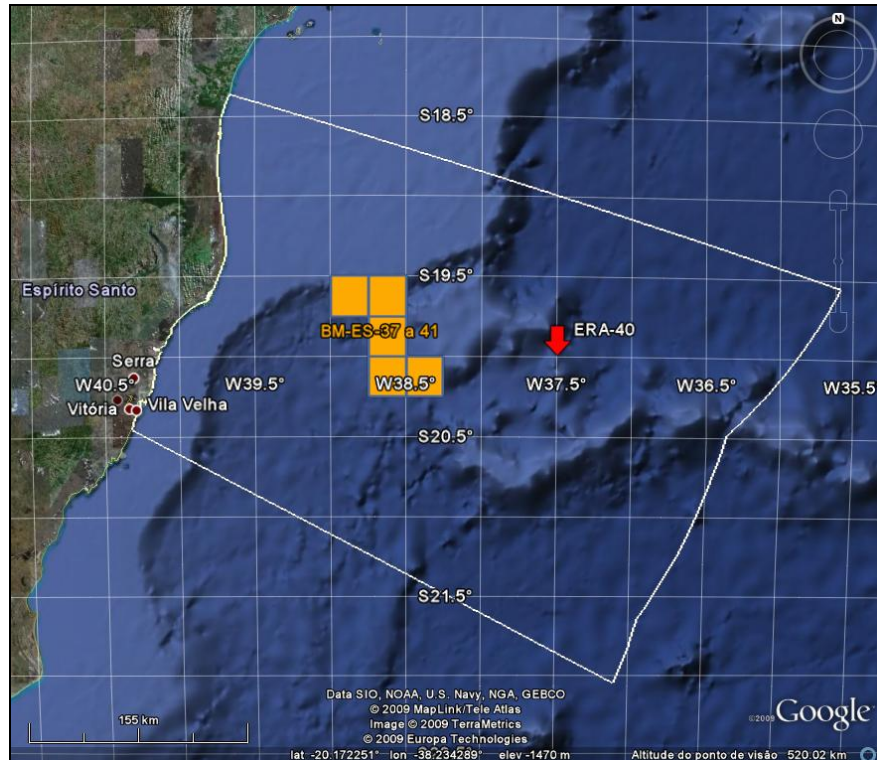 N
S18.5°
S19.5°
Espírito Santo
BM-ES-37 a 41
ERA-40
Serra
W40.5°
W39.5°
W38.5°
W37.5°
W36.5°
W35.5
Vitória
Vila Velha
S20.5°
S21.5°
Data SIO, NOAA, U.S. Navy, NGA, GEBCO
© 2009 MapLink/Tele Atlas
Image © 2009 TerraMetrics
© 2009 Europa Technologies
155 km
©2009 Google
lat -20.172251° lon -38.234289° elev -1470 m
Altitude do ponto de visão 520.02 km